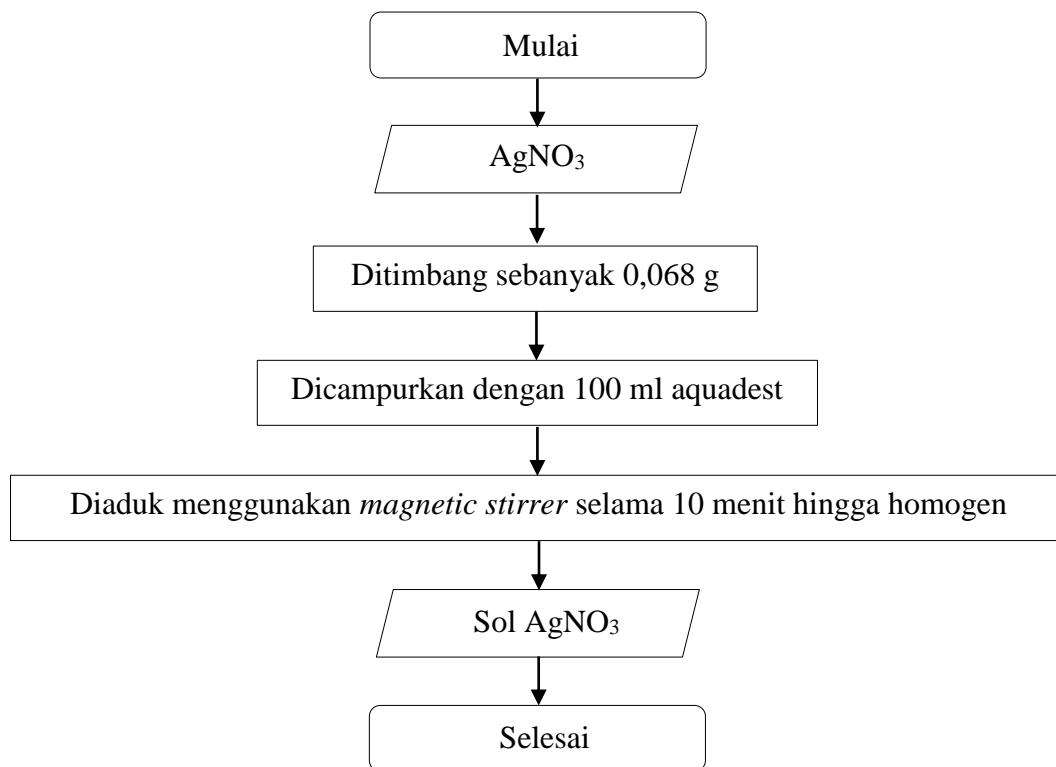 Mulai
AgNO₃
Ditimbang sebanyak 0,068 g
Dicampurkan dengan 100 ml aquadest
Diaduk menggunakan magnetic stirrer selama 10 menit hingga homogen
Sol AgNO₃
Selesai